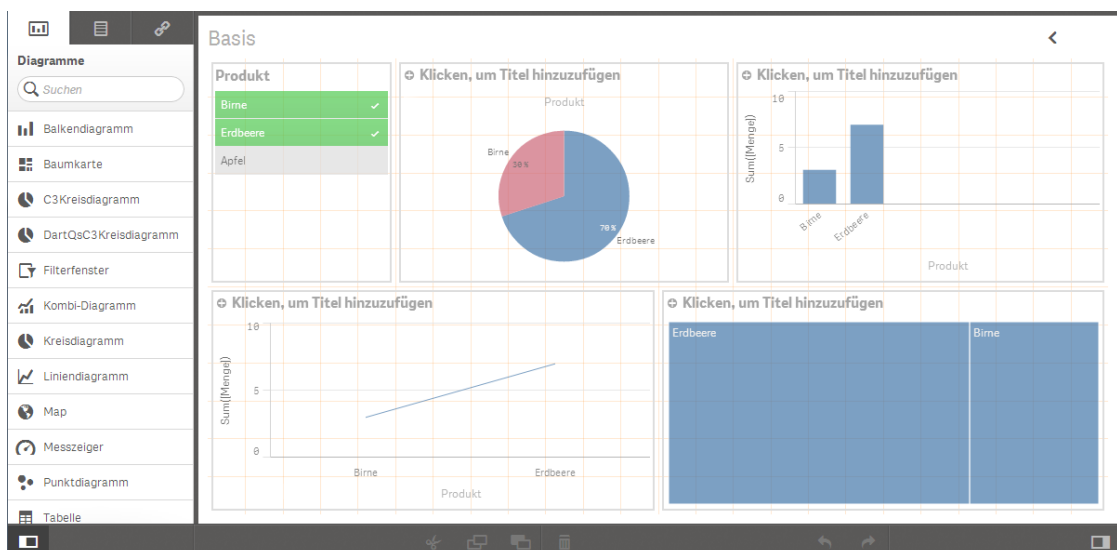 Basis
Diagramme
Suchen
Balkendiagramm
Baumkarte
C3Kreisdiagramm
DartQsC3Kreisdiagramm
Filterfenster
Kombi-Diagramm
Kreisdiagramm
Liniendiagramm
Map
Messzeiger
Punktdiagramm
Tabelle
Produkt
Birne
Erdbeere
Apfel
Klicken, um Titel hinzuzufügen
Produkt
Birne
30%
70%
Erdbeere
Klicken, um Titel hinzuzufügen
Sum([Menge])
10
5
0
Birne
Erdbeere
Produkt
Klicken, um Titel hinzuzufügen
Sum([Menge])
10
5
0
Birne
Erdbeere
Produkt
Klicken, um Titel hinzuzufügen
Erdbeere
Birne